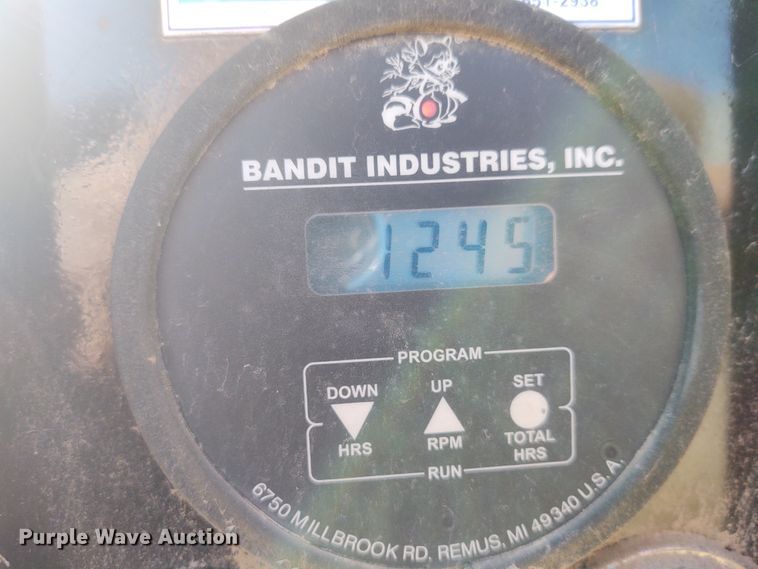 BANDIT INDUSTRIES, INC.
1245
PROGRAM
DOWN UP SET
HRS RPM TOTAL
HRS
RUN
6750 MILLBROOK RD. REMUS, MI 49340 U.S.A.
Purple Wave Auction